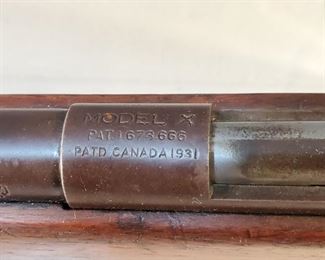 MODEL X
PAT. 1673666
PATD CANADA 1931